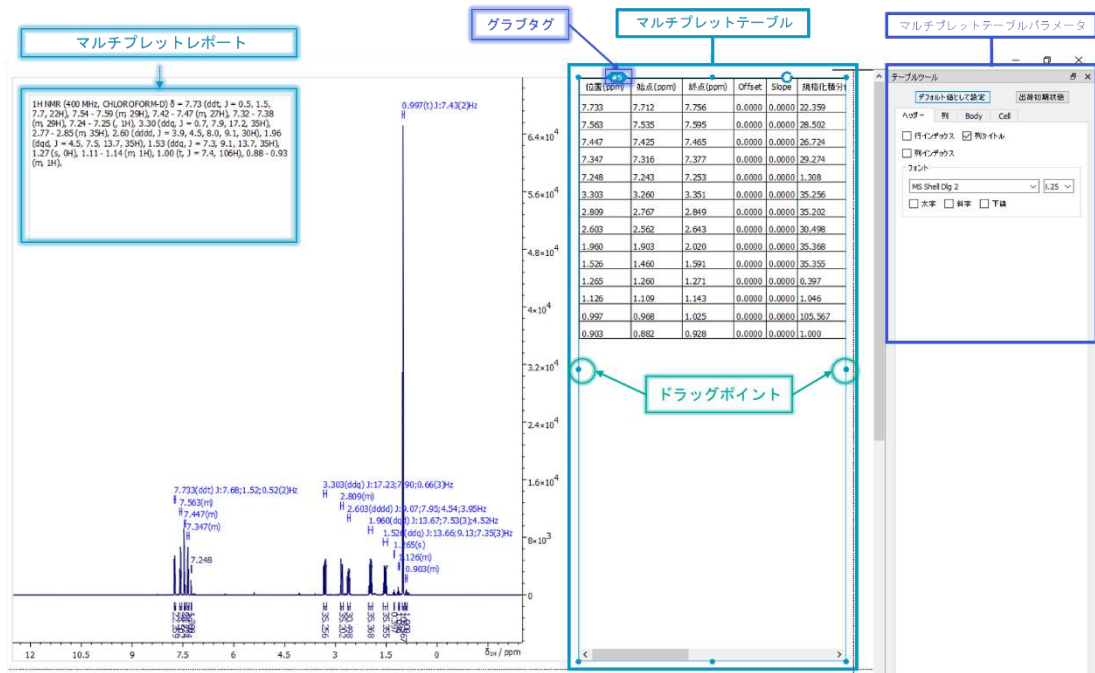 グラブタグ
マルチプレットテーブル
マルチプレットテーブルパラメータ
マルチプレットレポート
1H NMR (400 MHz, CHLOROFORM-D) δ = 7.73 (ddt, J = 0.5, 1.5,
7.7, 22H), 7.54 - 7.59 (m, 29H), 7.42 - 7.47 (m, 27H), 7.32 - 7.38
(m, 29H), 7.24 - 7.25 (, 1H), 3.30 (ddq, J = 0.7, 7.9, 17.2, 35H),
2.77 - 2.85 (m, 35H), 2.60 (dddd, J = 3.9, 4.5, 8.0, 9.1, 30H), 1.96
(dqd, J = 4.5, 7.5, 13.7, 35H), 1.53 (ddq, J = 7.3, 9.1, 13.7, 35H),
1.27 (s, 0H), 1.11 - 1.14 (m, 1H), 1.00 (t, J = 7.4, 106H), 0.88 - 0.93
(m, 1H).
#5
位置(ppm) 始点(ppm) 終点(ppm) Offset Slope 規格化積分
7.733 7.712 7.756 0.0000 0.0000 22.359
7.563 7.535 7.595 0.0000 0.0000 28.502
7.447 7.425 7.465 0.0000 0.0000 26.724
7.347 7.316 7.377 0.0000 0.0000 29.274
7.248 7.243 7.253 0.0000 0.0000 1.308
3.303 3.260 3.351 0.0000 0.0000 35.256
2.809 2.767 2.849 0.0000 0.0000 35.202
2.603 2.562 2.643 0.0000 0.0000 30.498
1.960 1.903 2.020 0.0000 0.0000 35.368
1.526 1.460 1.591 0.0000 0.0000 35.355
1.265 1.260 1.271 0.0000 0.0000 0.397
1.126 1.109 1.143 0.0000 0.0000 1.046
0.997 0.968 1.025 0.0000 0.0000 105.567
0.903 0.882 0.928 0.0000 0.0000 1.000
ドラッグポイント
テーブルツール
デフォルト値として設定 出荷初期状態
ヘッダー 列 Body Cell
行インデックス 列タイトル
列インデックス
フォント
MS Shell Dlg 2
太字 斜字 下線
0.997(t) J:7.43(2)Hz
6.4×10⁴
5.6×10⁴
4.8×10⁴
4×10⁴
3.2×10⁴
2.4×10⁴
1.6×10⁴
8×10³
0
7.733(ddt) J:7.68;1.52;0.52(2)Hz
7.563(m)
7.447(m)
7.347(m)
7.248
3.303(ddq) J:17.23;7.90;0.66(3)Hz
2.809(m)
2.603(dddd) J:9.07;7.95;4.54;3.95Hz
1.960(dqd) J:13.67;7.53(3);4.52Hz
1.526(ddq) J:13.66;9.13;7.35(3)Hz
1.265(s)
1.126(m)
0.903(m)
22.359
35.256
35.202
30.498
35.368
35.355
12 10.5 9 7.5 6 4.5 3 1.5 0
δ1H / ppm